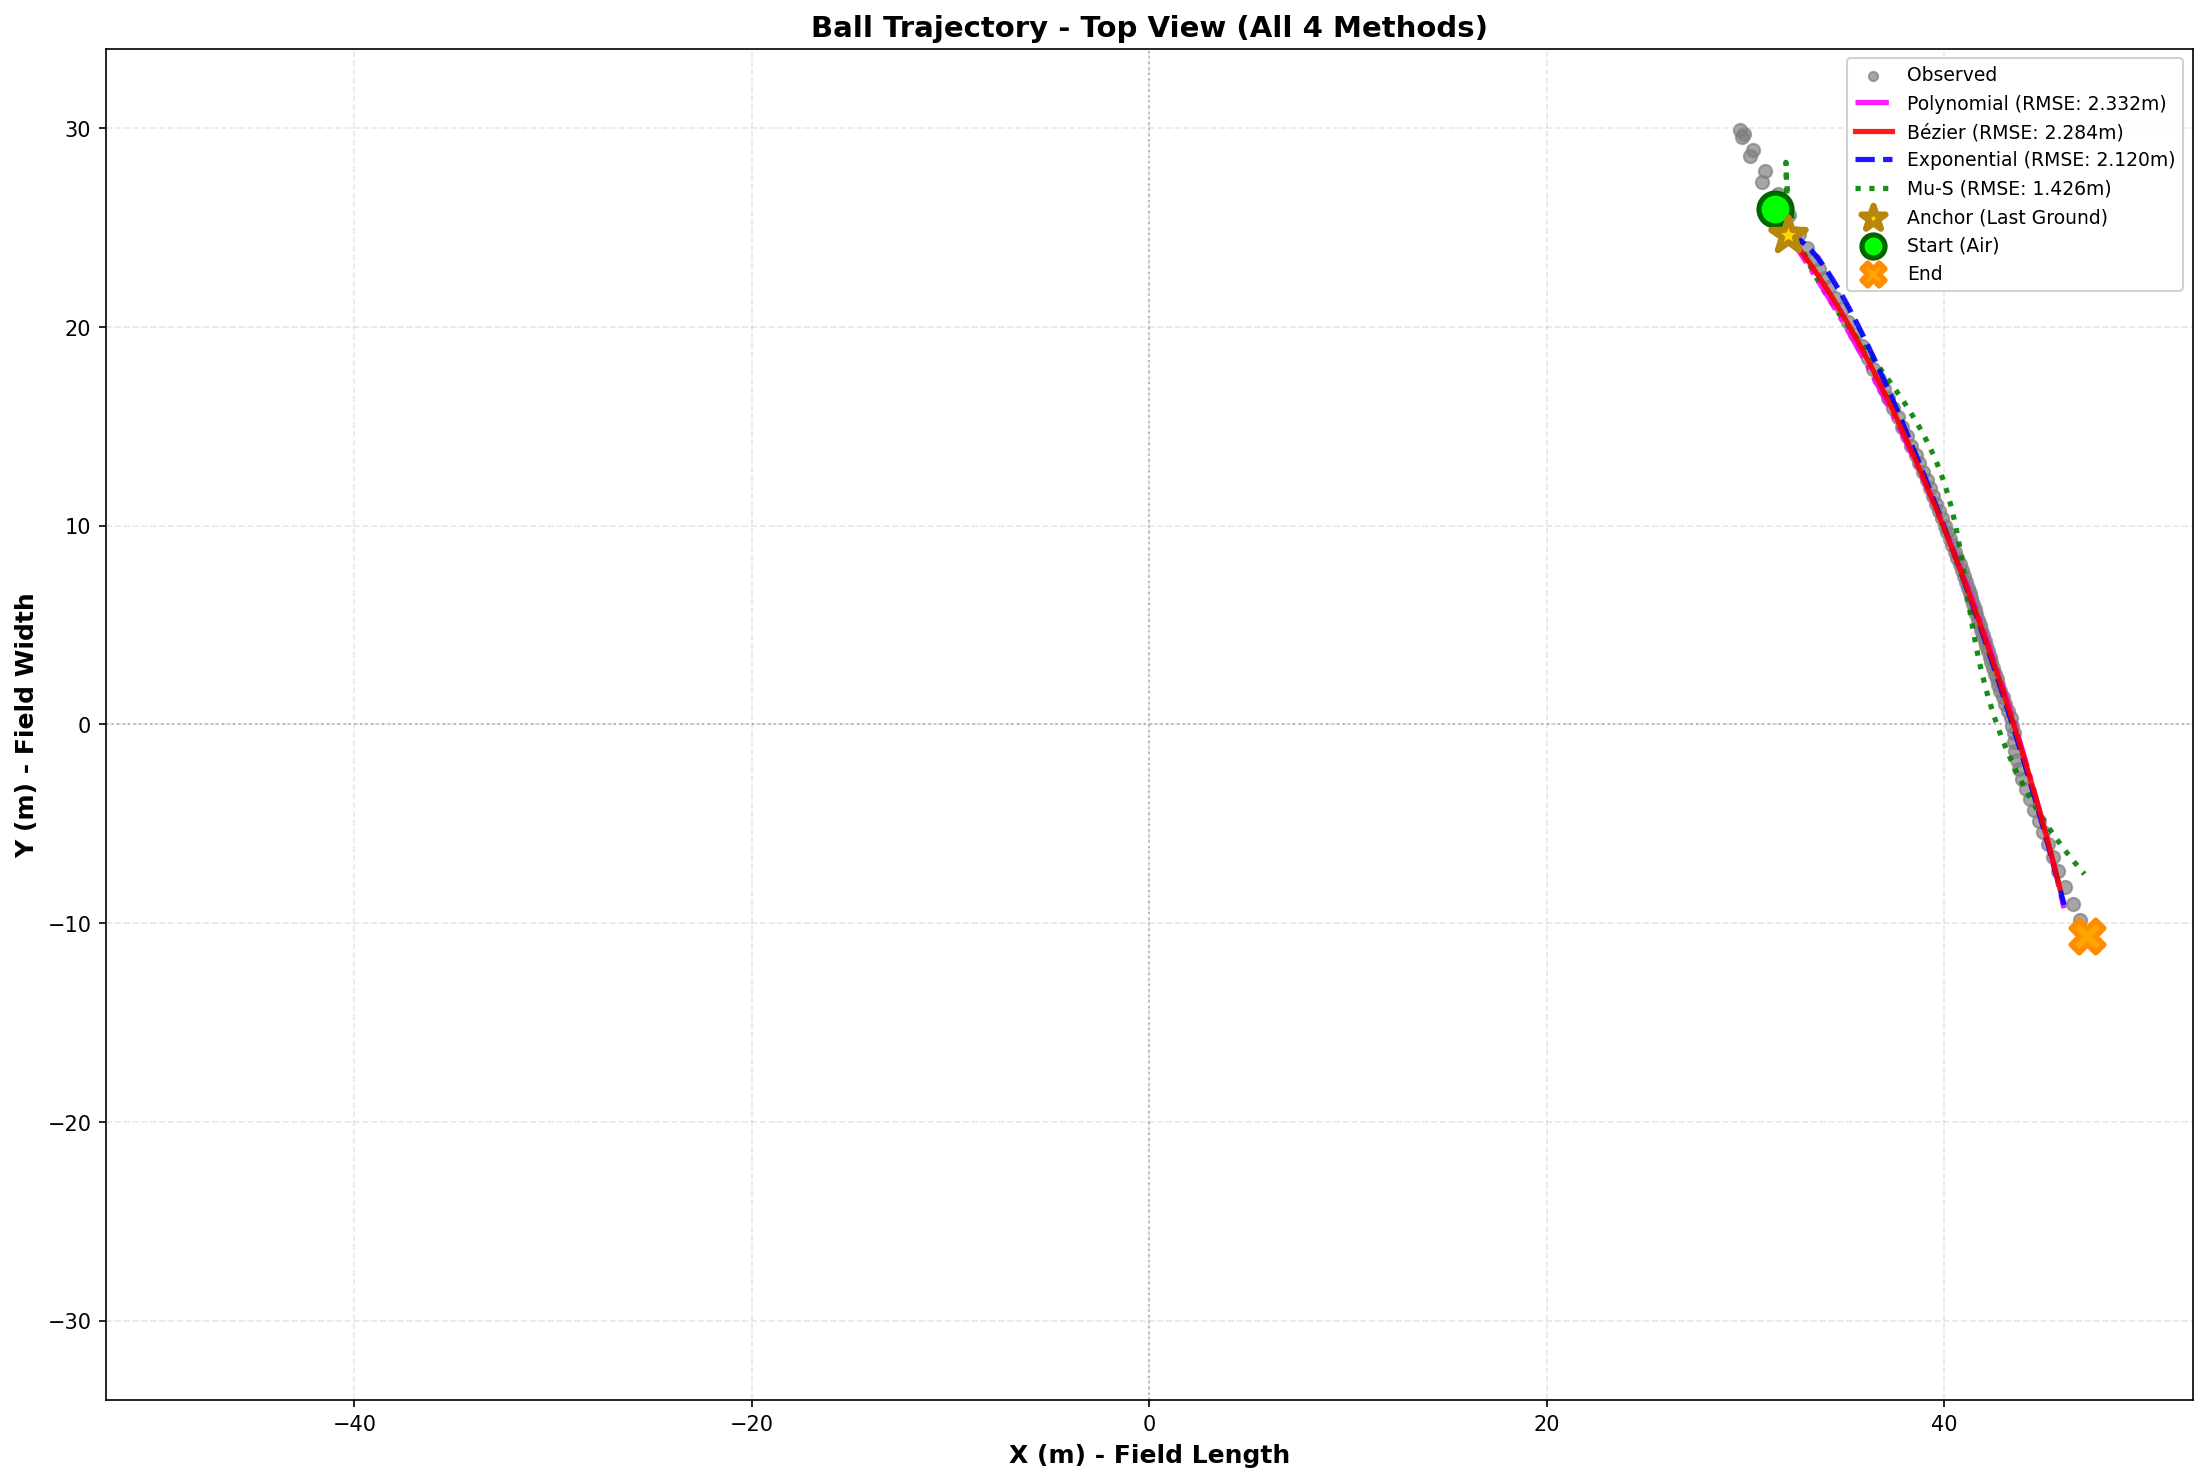 Ball Trajectory - Top View (All 4 Methods)
Observed
Polynomial (RMSE: 2.332m)
Bézier (RMSE: 2.284m)
Exponential (RMSE: 2.120m)
Mu-S (RMSE: 1.426m)
Anchor (Last Ground)
Start (Air)
End
Y (m) - Field Width
30
20
10
0
−10
−20
−30
−40
−20
0
20
40
X (m) - Field Length